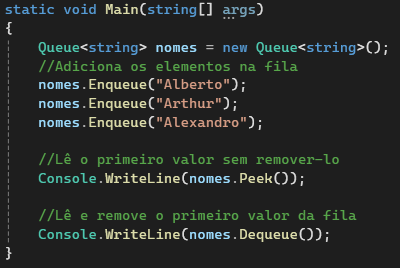 static void Main(string[] args)
{
Queue<string> nomes = new Queue<string>();
//Adiciona os elementos na fila
nomes.Enqueue("Alberto");
nomes.Enqueue("Arthur");
nomes.Enqueue("Alexandro");
//Lê o primeiro valor sem removê-lo
Console.WriteLine(nomes.Peek());
//Lê e remove o primeiro valor da fila
Console.WriteLine(nomes.Dequeue());
}